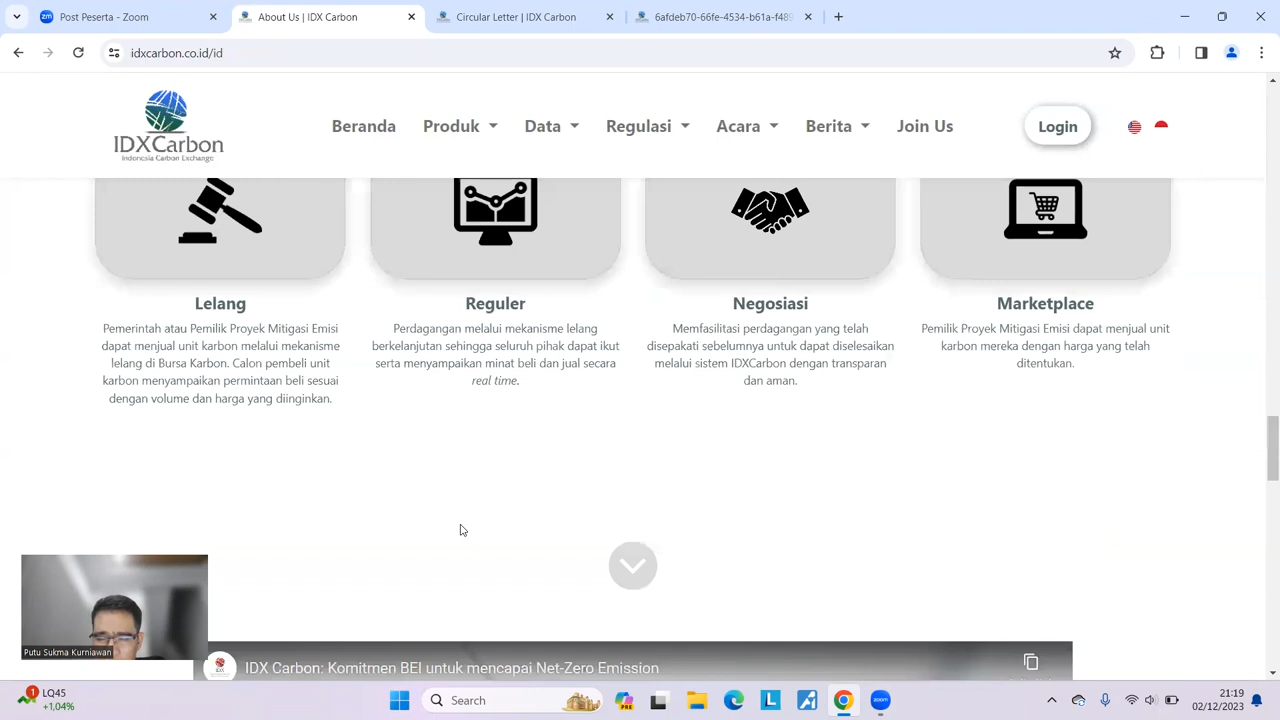 Post Peserta - Zoom
About Us | IDX Carbon
Circular Letter | IDX Carbon
6afdeb70-66fe-4534-b61a-f489
idxcarbon.co.id/id
IDXCarbon
Indonesia Carbon Exchange
Beranda
Produk
Data
Regulasi
Acara
Berita
Join Us
Login
Lelang
Pemerintah atau Pemilik Proyek Mitigasi Emisi
dapat menjual unit karbon melalui mekanisme
lelang di Bursa Karbon. Calon pembeli unit
karbon menyampaikan permintaan beli sesuai
dengan volume dan harga yang diinginkan.
Reguler
Perdagangan melalui mekanisme lelang
berkelanjutan sehingga seluruh pihak dapat ikut
serta menyampaikan minat beli dan jual secara
real time.
Negosiasi
Memfasilitasi perdagangan yang telah
disepakati sebelumnya untuk dapat diselesaikan
melalui sistem IDXCarbon dengan transparan
dan aman.
Marketplace
Pemilik Proyek Mitigasi Emisi dapat menjual unit
karbon mereka dengan harga yang telah
ditentukan.
Putu Sukma Kurniawan
IDX Carbon: Komitmen BEI untuk mencapai Net-Zero Emission
1
LQ45
+1,04%
Search
PRE
zoom
21:19
02/12/2023